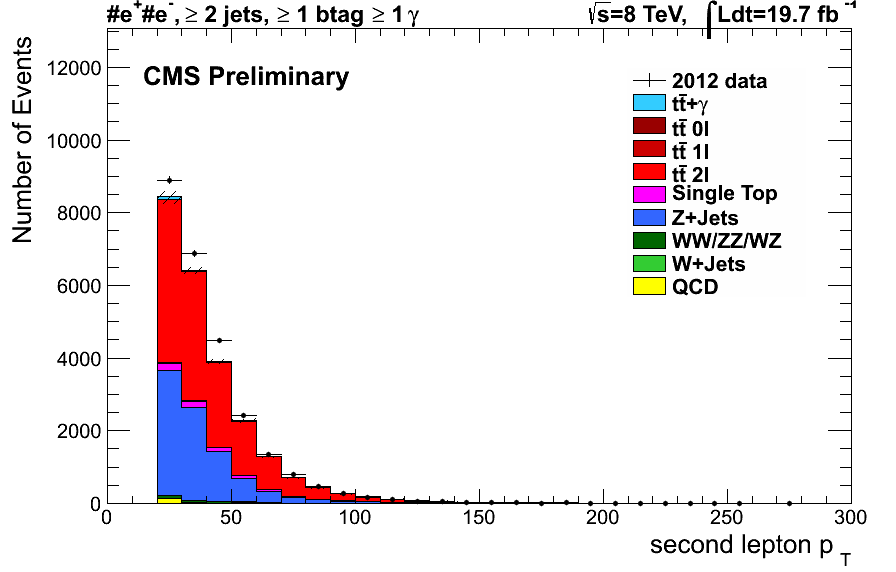 #e⁺#e⁻, ≥ 2 jets, ≥ 1 btag ≥ 1 γ
√s=8 TeV, ∫Ldt=19.7 fb⁻¹
Number of Events
CMS Preliminary
2012 data
tt̄+γ
tt̄ 0l
tt̄ 1l
tt̄ 2l
Single Top
Z+Jets
WW/ZZ/WZ
W+Jets
QCD
12000
10000
8000
6000
4000
2000
0
0 50 100 150 200 250 300
second lepton p_T